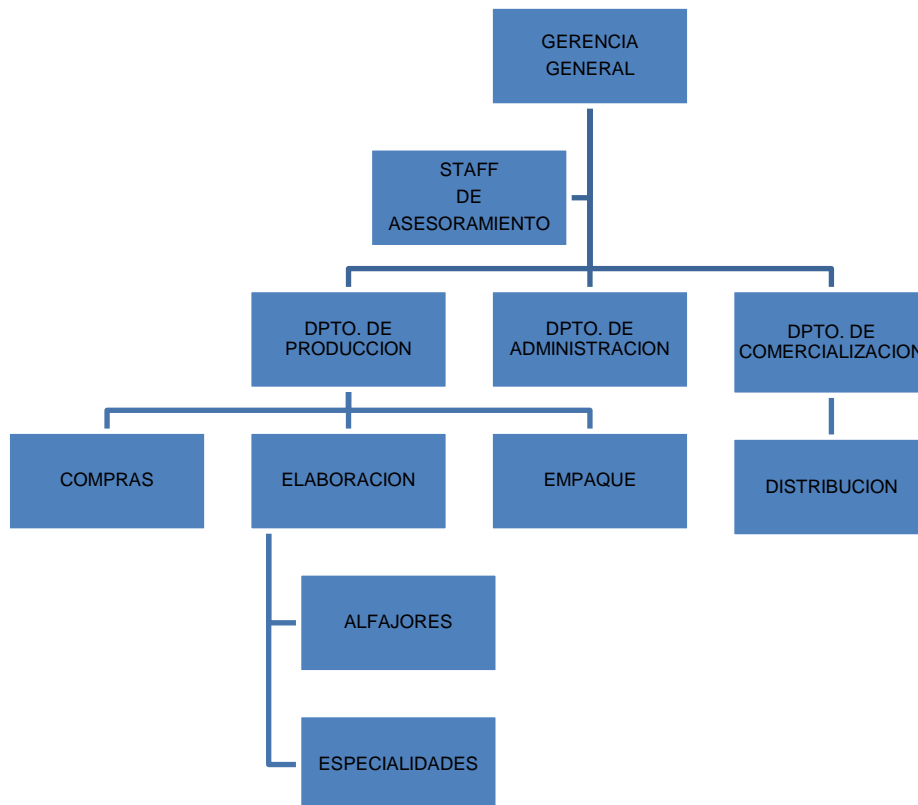 GERENCIA
GENERAL
STAFF
DE
ASESORAMIENTO
DPTO. DE
PRODUCCION
DPTO. DE
ADMINISTRACION
DPTO. DE
COMERCIALIZACION
COMPRAS
ELABORACION
EMPAQUE
DISTRIBUCION
ALFAJORES
ESPECIALIDADES